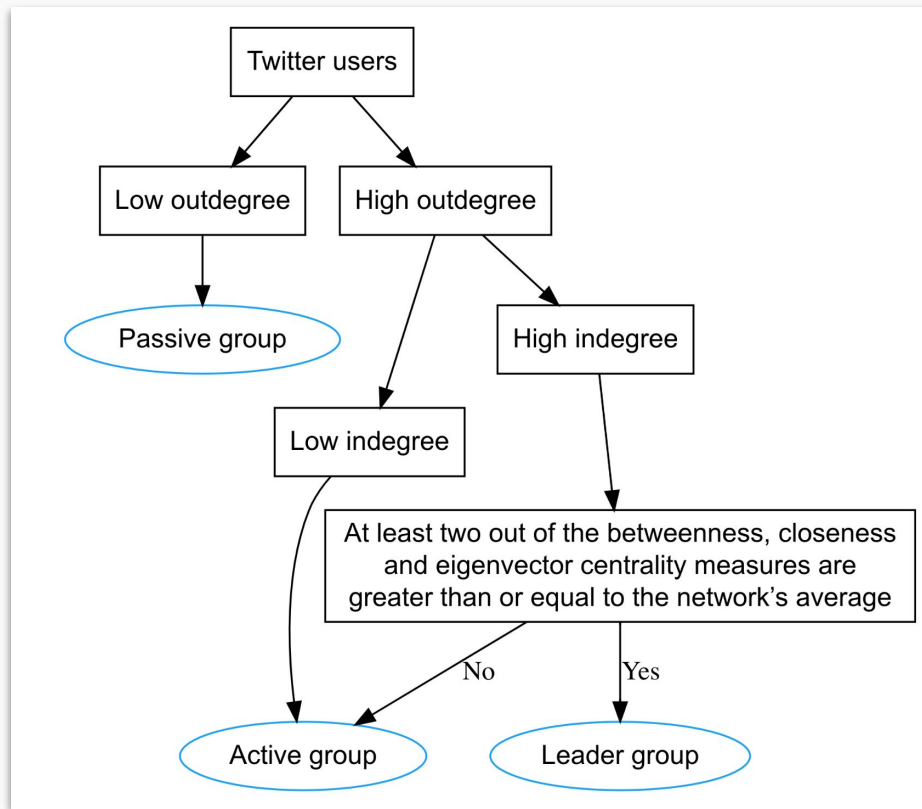 Twitter users
Low outdegree
High outdegree
Passive group
High indegree
Low indegree
At least two out of the betweenness, closeness
and eigenvector centrality measures are
greater than or equal to the network’s average
No
Yes
Active group
Leader group